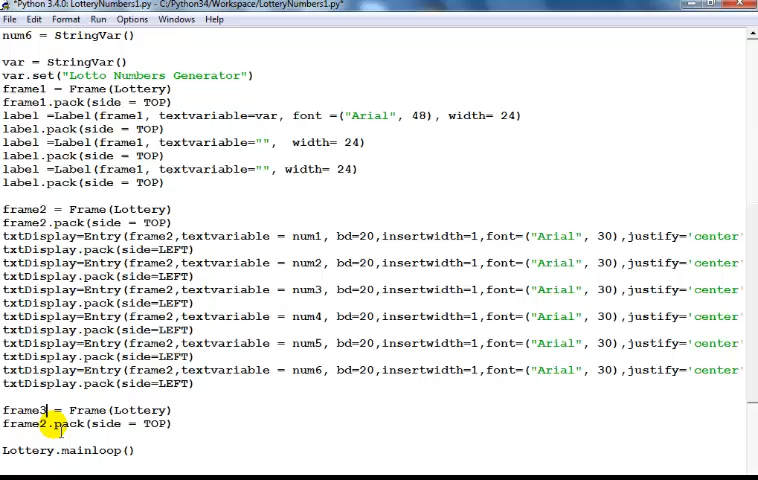 *Python 3.4.0: LotteryNumbers1.py - C:/Python34/Workspace/LotteryNumbers1.py*
File Edit Format Run Options Windows Help
num6 = StringVar()
var = StringVar()
var.set("Lotto Numbers Generator")
frame1 = Frame(Lottery)
frame1.pack(side = TOP)
label =Label(frame1, textvariable=var, font =("Arial", 48), width= 24)
label.pack(side = TOP)
label =Label(frame1, textvariable="",  width= 24)
label.pack(side = TOP)
label =Label(frame1, textvariable="", width= 24)
label.pack(side = TOP)
frame2 = Frame(Lottery)
frame2.pack(side = TOP)
txtDisplay=Entry(frame2,textvariable = num1, bd=20,insertwidth=1,font=("Arial", 30),justify='center'
txtDisplay.pack(side=LEFT)
txtDisplay=Entry(frame2,textvariable = num2, bd=20,insertwidth=1,font=("Arial", 30),justify='center'
txtDisplay.pack(side=LEFT)
txtDisplay=Entry(frame2,textvariable = num3, bd=20,insertwidth=1,font=("Arial", 30),justify='center'
txtDisplay.pack(side=LEFT)
txtDisplay=Entry(frame2,textvariable = num4, bd=20,insertwidth=1,font=("Arial", 30),justify='center'
txtDisplay.pack(side=LEFT)
txtDisplay=Entry(frame2,textvariable = num5, bd=20,insertwidth=1,font=("Arial", 30),justify='center'
txtDisplay.pack(side=LEFT)
txtDisplay=Entry(frame2,textvariable = num6, bd=20,insertwidth=1,font=("Arial", 30),justify='center'
txtDisplay.pack(side=LEFT)
frame3 = Frame(Lottery)
frame2.pack(side = TOP)
Lottery.mainloop()